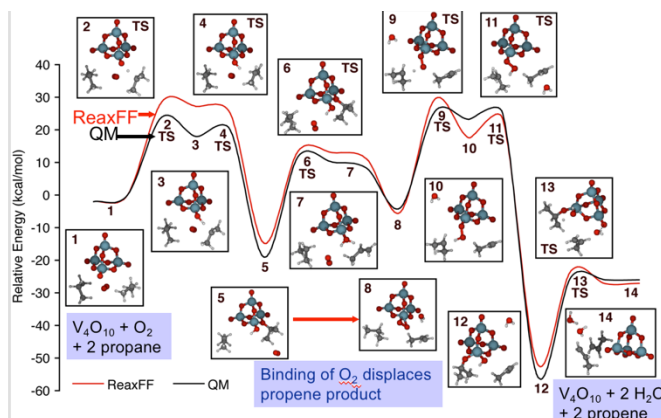 2
TS
4
TS
6
TS
9
TS
11
TS
Relative Energy (kcal/mol)
40
30
20
10
0
-10
-20
-30
-40
-50
-60
ReaxFF
QM
1
2
TS
3
4
TS
5
6
TS
7
8
9
TS
10
11
TS
12
13
TS
14
3
1
7
10
13
TS
5
8
12
14
V₄O₁₀ + O₂
+ 2 propane
Binding of O₂ displaces
propene product
V₄O₁₀ + 2 H₂O
+ 2 propene
ReaxFF
QM